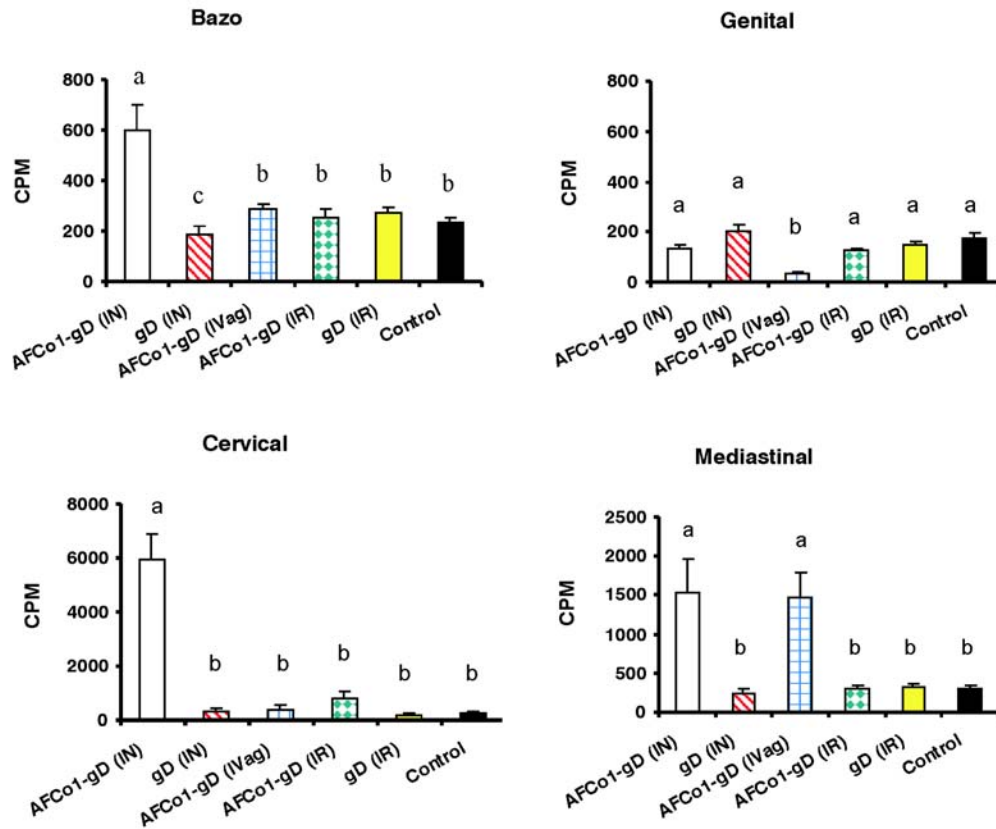 Bazo
800
600
400
200
0
CPM
a
c
b
b
b
b
AFCo1-gD (IN)
gD (IN)
AFCo1-gD (IVag)
AFCo1-gD (IR)
gD (IR)
Control
Genital
800
600
400
200
0
CPM
a
a
b
a
a
a
AFCo1-gD (IN)
gD (IN)
AFCo1-gD (IVag)
AFCo1-gD (IR)
gD (IR)
Control
Cervical
8000
6000
4000
2000
0
CPM
a
b
b
b
b
b
AFCo1-gD (IN)
gD (IN)
AFCo1-gD (IVag)
AFCo1-gD (IR)
gD (IR)
Control
Mediastinal
2500
2000
1500
1000
500
0
CPM
a
b
a
b
b
b
AFCo1-gD (IN)
gD (IN)
AFCo1-gD (IVag)
AFCo1-gD (IR)
gD (IR)
Control